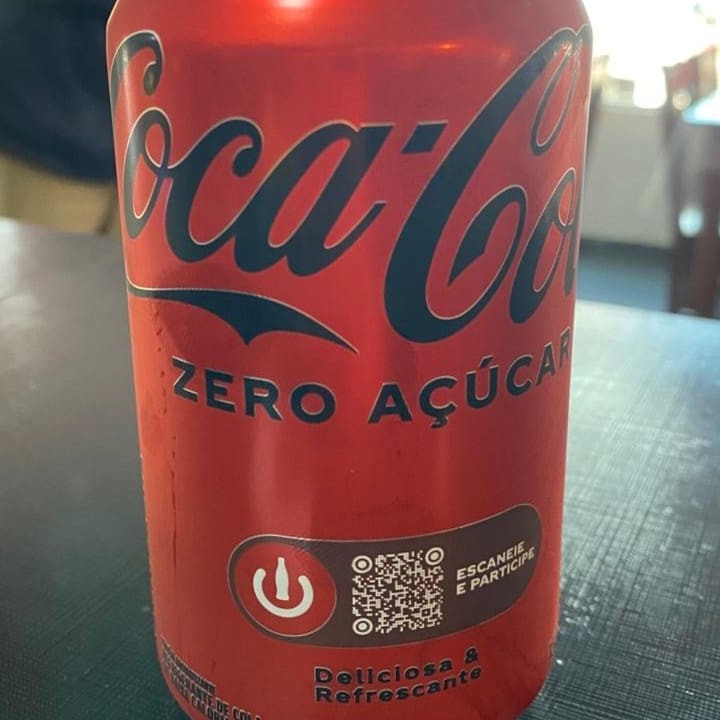 Coca-Cola
ZERO AÇÚCAR
ESCANEIE
E PARTICIPE
Deliciosa &
Refrescante